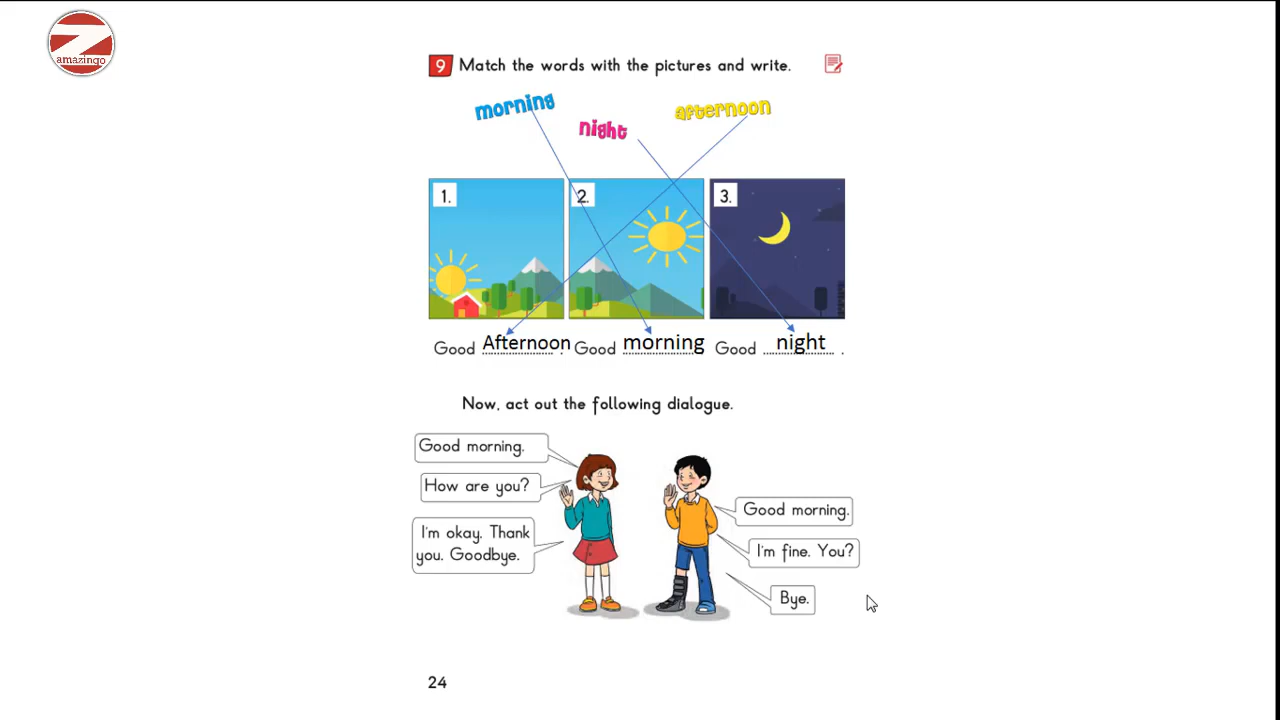 amazingo
9 Match the words with the pictures and write.
morning
night
afternoon
1.
2.
3.
Good Afternoon. Good morning Good night.
Now, act out the following dialogue.
Good morning.
How are you?
Good morning.
I'm okay. Thank
you. Goodbye.
I'm fine. You?
Bye.
24